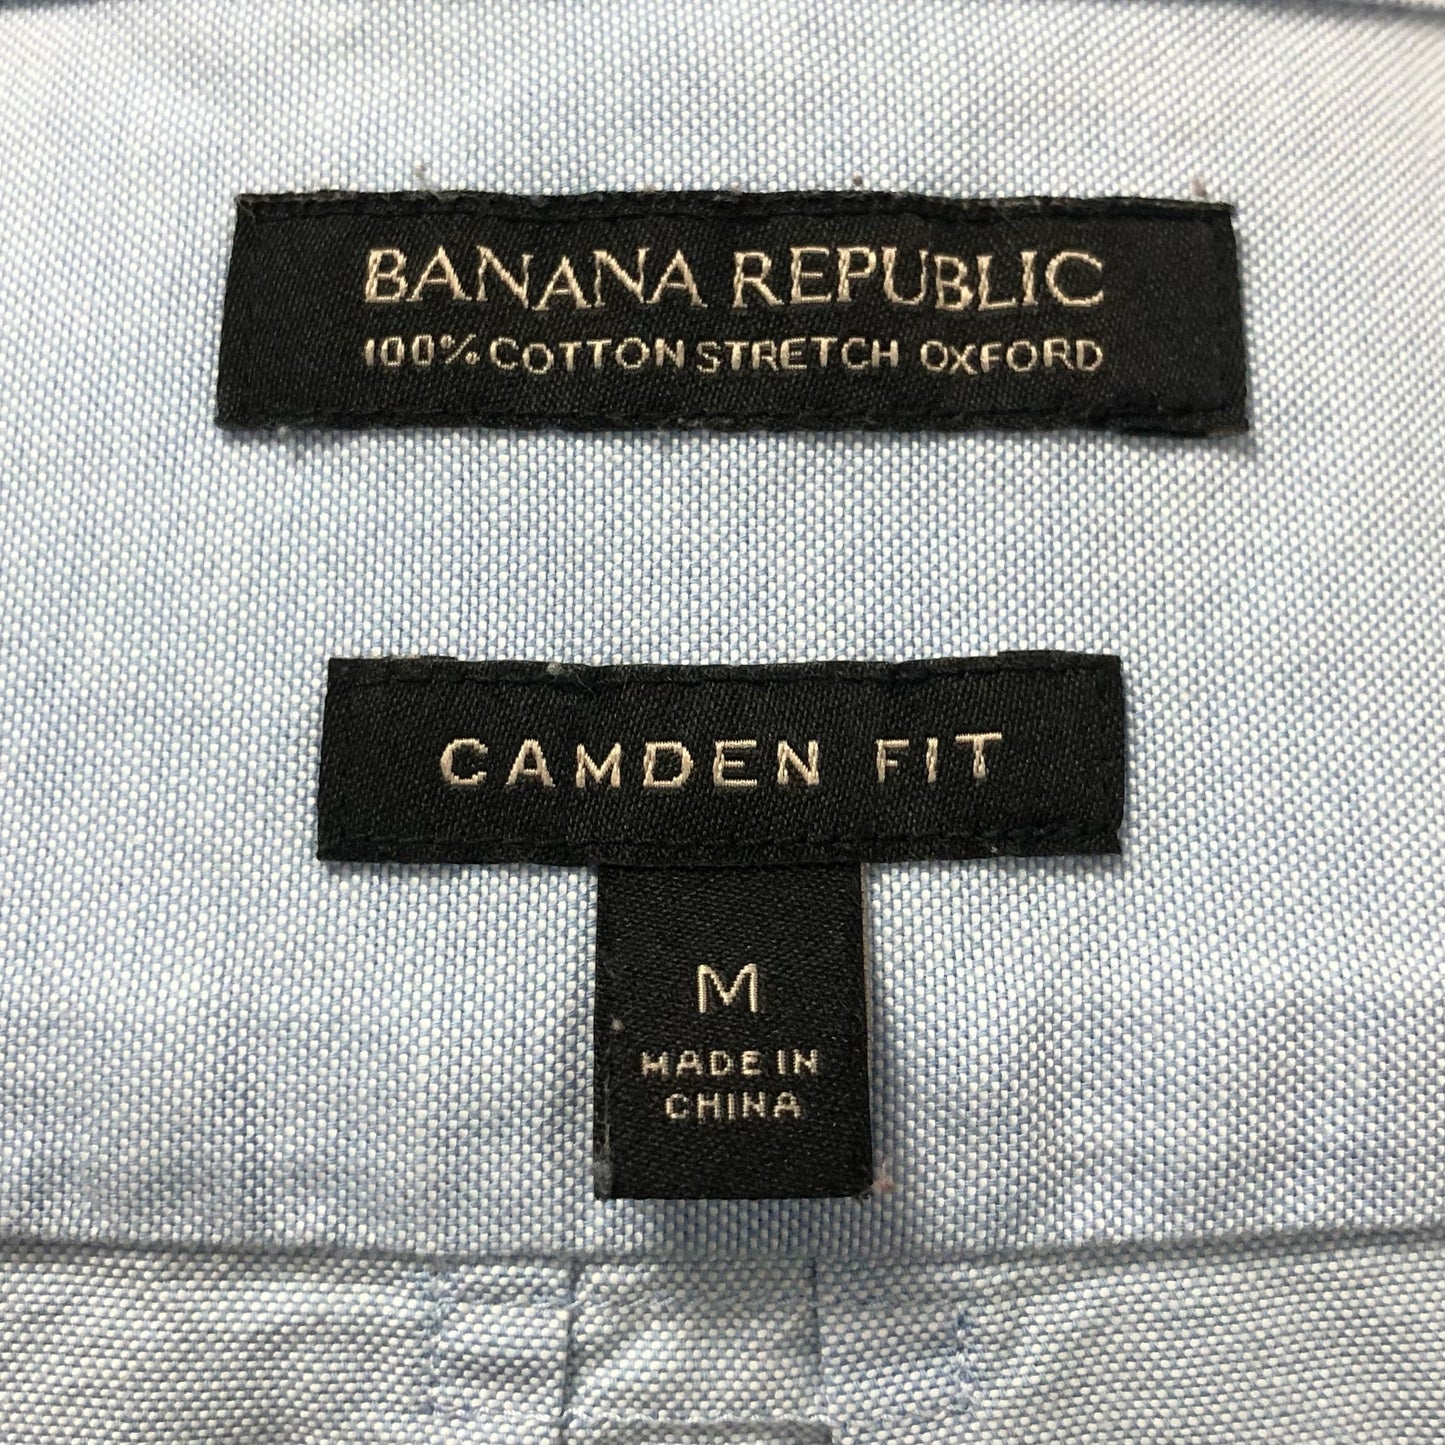 BANANA REPUBLIC
100% COTTON STRETCH OXFORD
CAMDEN FIT
M
MADE IN
CHINA